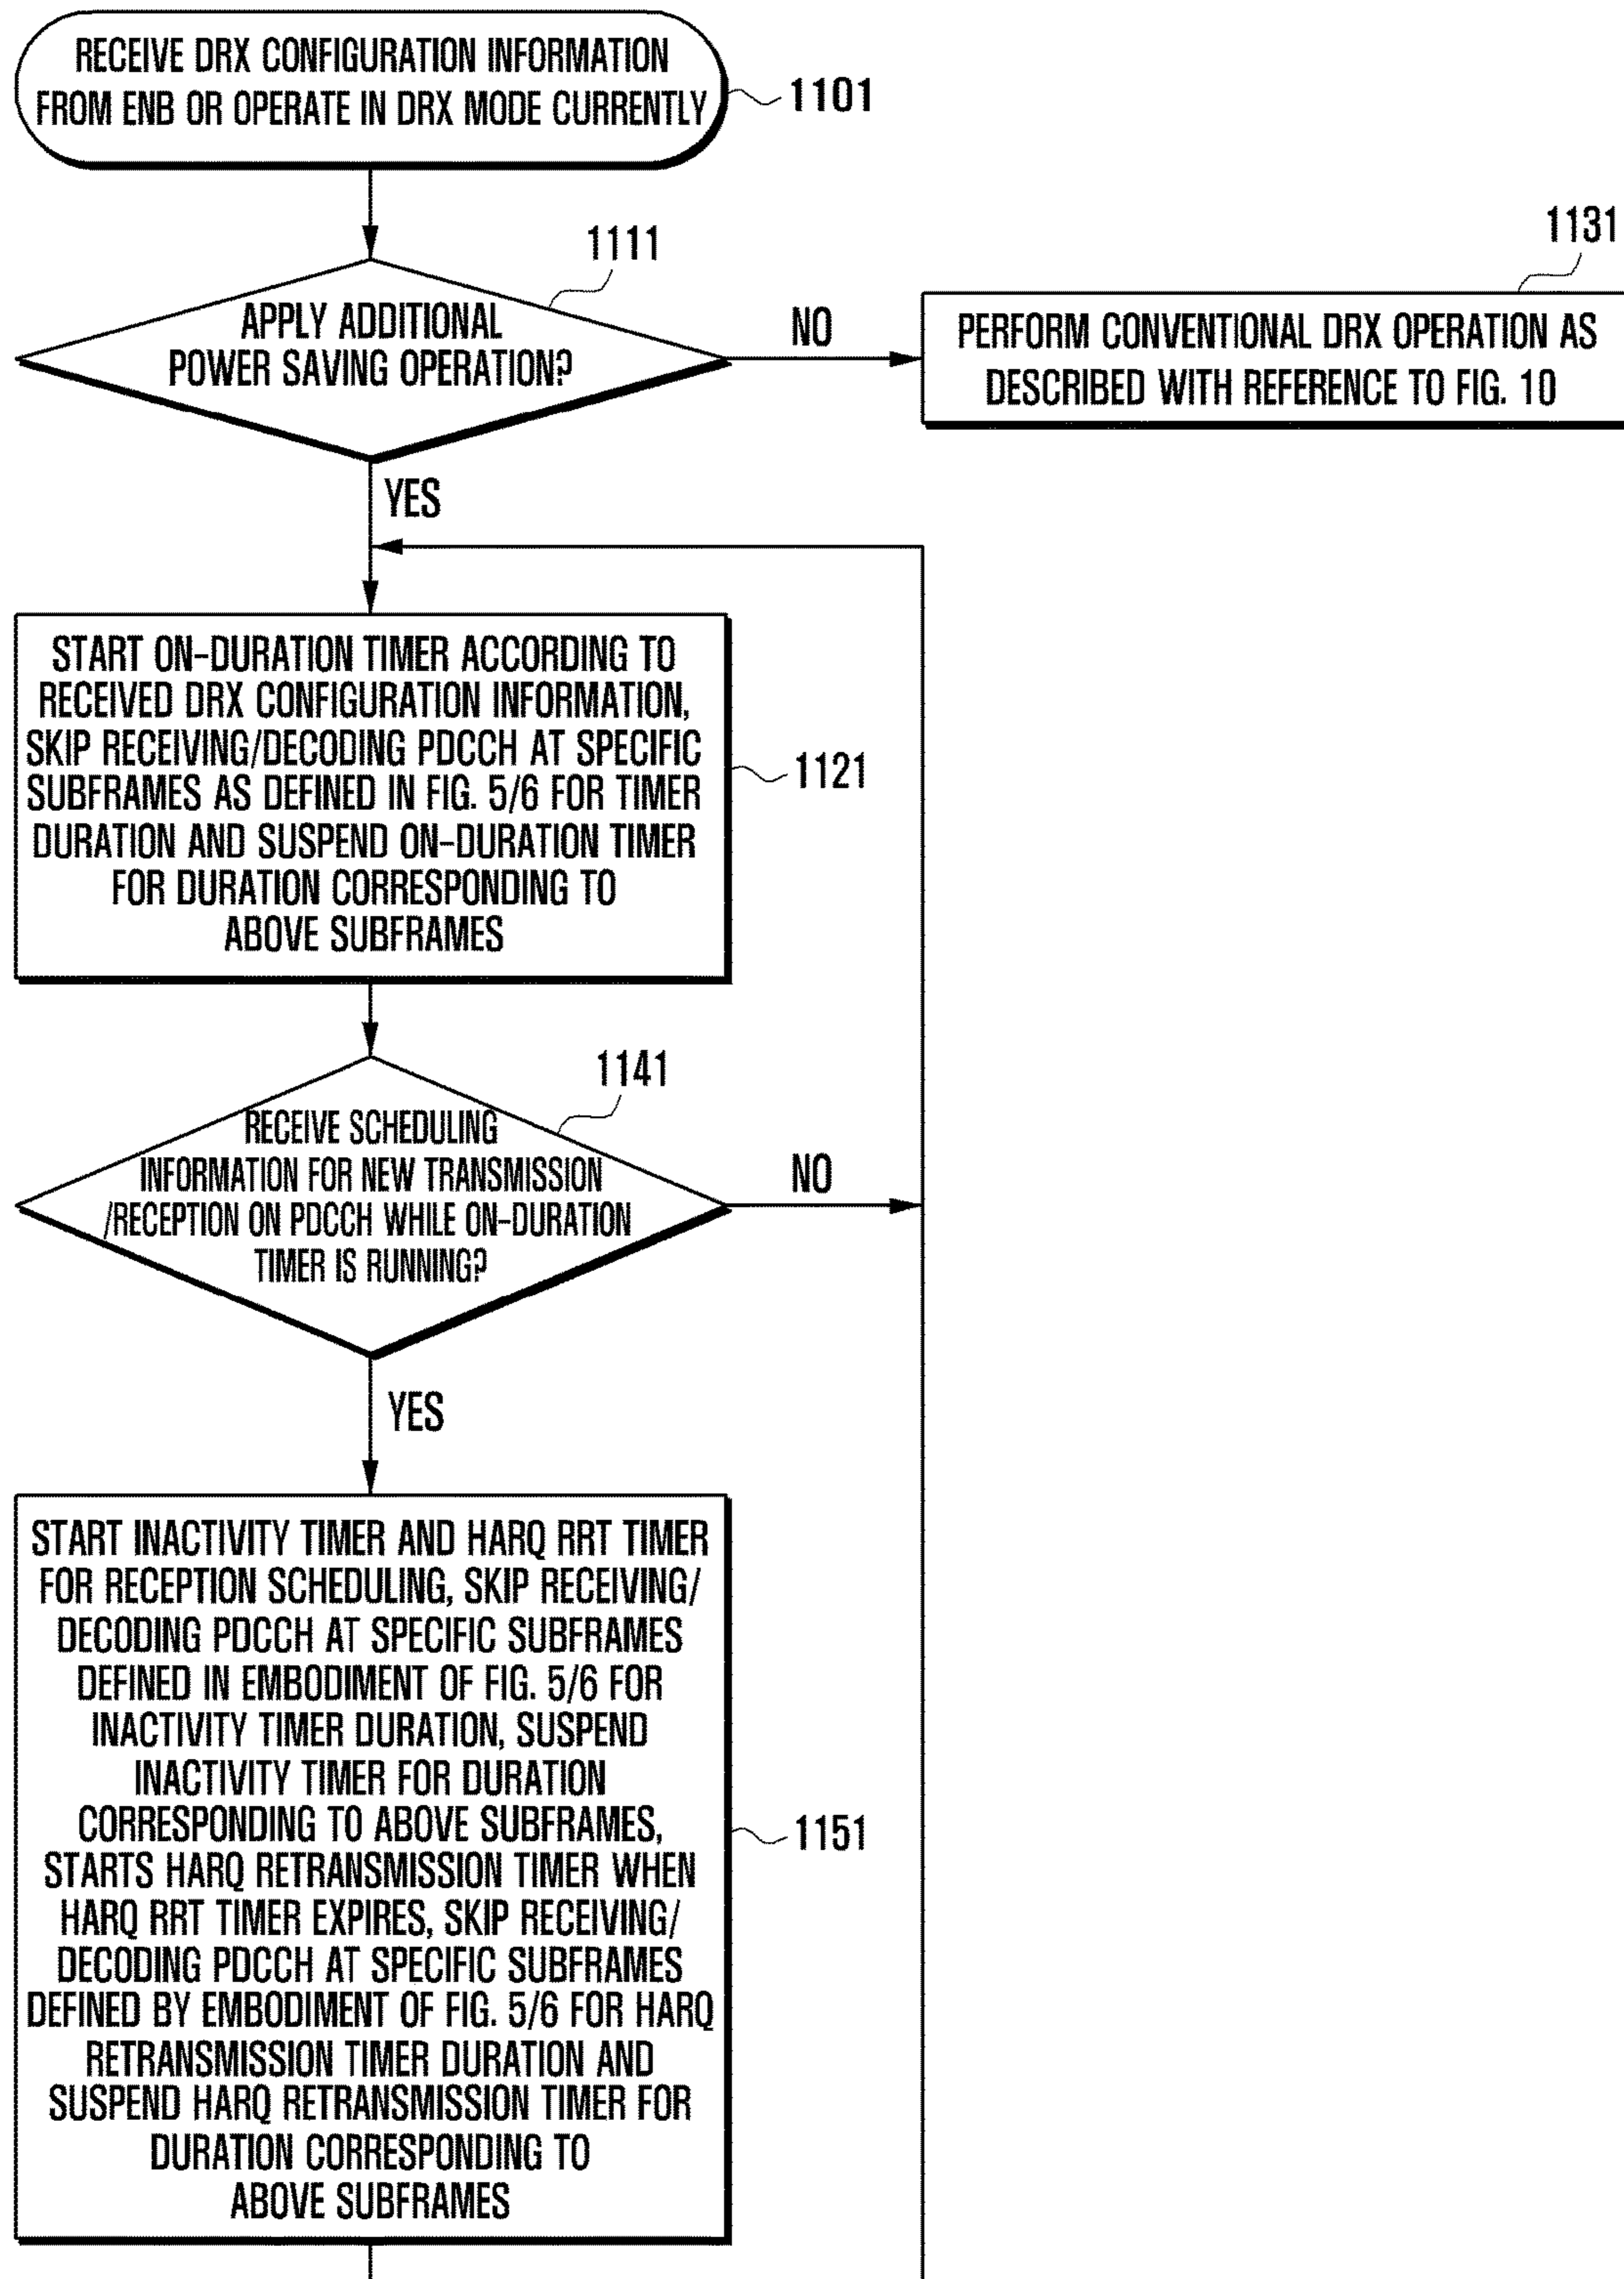 RECEIVE DRX CONFIGURATION INFORMATION
FROM ENB OR OPERATE IN DRX MODE CURRENTLY
1101
1111
APPLY ADDITIONAL
POWER SAVING OPERATION?
NO
1131
PERFORM CONVENTIONAL DRX OPERATION AS
DESCRIBED WITH REFERENCE TO FIG. 10
YES
START ON-DURATION TIMER ACCORDING TO
RECEIVED DRX CONFIGURATION INFORMATION,
SKIP RECEIVING/DECODING PDCCH AT SPECIFIC
SUBFRAMES AS DEFINED IN FIG. 5/6 FOR TIMER
DURATION AND SUSPEND ON-DURATION TIMER
FOR DURATION CORRESPONDING TO
ABOVE SUBFRAMES
1121
1141
RECEIVE SCHEDULING
INFORMATION FOR NEW TRANSMISSION
/RECEPTION ON PDCCH WHILE ON-DURATION
TIMER IS RUNNING?
NO
YES
START INACTIVITY TIMER AND HARQ RRT TIMER
FOR RECEPTION SCHEDULING, SKIP RECEIVING/
DECODING PDCCH AT SPECIFIC SUBFRAMES
DEFINED IN EMBODIMENT OF FIG. 5/6 FOR
INACTIVITY TIMER DURATION, SUSPEND
INACTIVITY TIMER FOR DURATION
CORRESPONDING TO ABOVE SUBFRAMES,
STARTS HARQ RETRANSMISSION TIMER WHEN
HARQ RRT TIMER EXPIRES, SKIP RECEIVING/
DECODING PDCCH AT SPECIFIC SUBFRAMES
DEFINED BY EMBODIMENT OF FIG. 5/6 FOR HARQ
RETRANSMISSION TIMER DURATION AND
SUSPEND HARQ RETRANSMISSION TIMER FOR
DURATION CORRESPONDING TO
ABOVE SUBFRAMES
1151